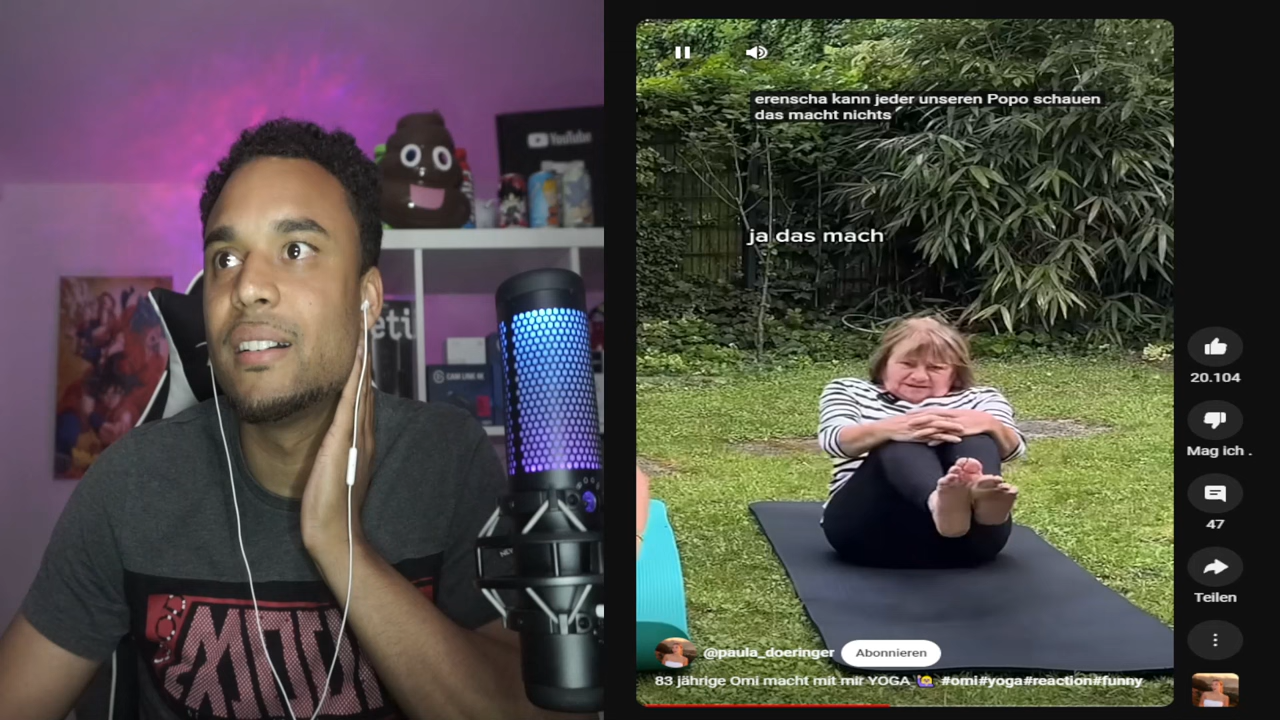 YouTube
erenscha kann jeder unseren Popo schauen
das macht nichts
ja das mach
20.104
Mag ich .
47
Teilen
@paula_doeringer
Abonnieren
83 jährige Omi macht mit mir YOGA 🙋‍♀️ #omi#yoga#reaction#funny